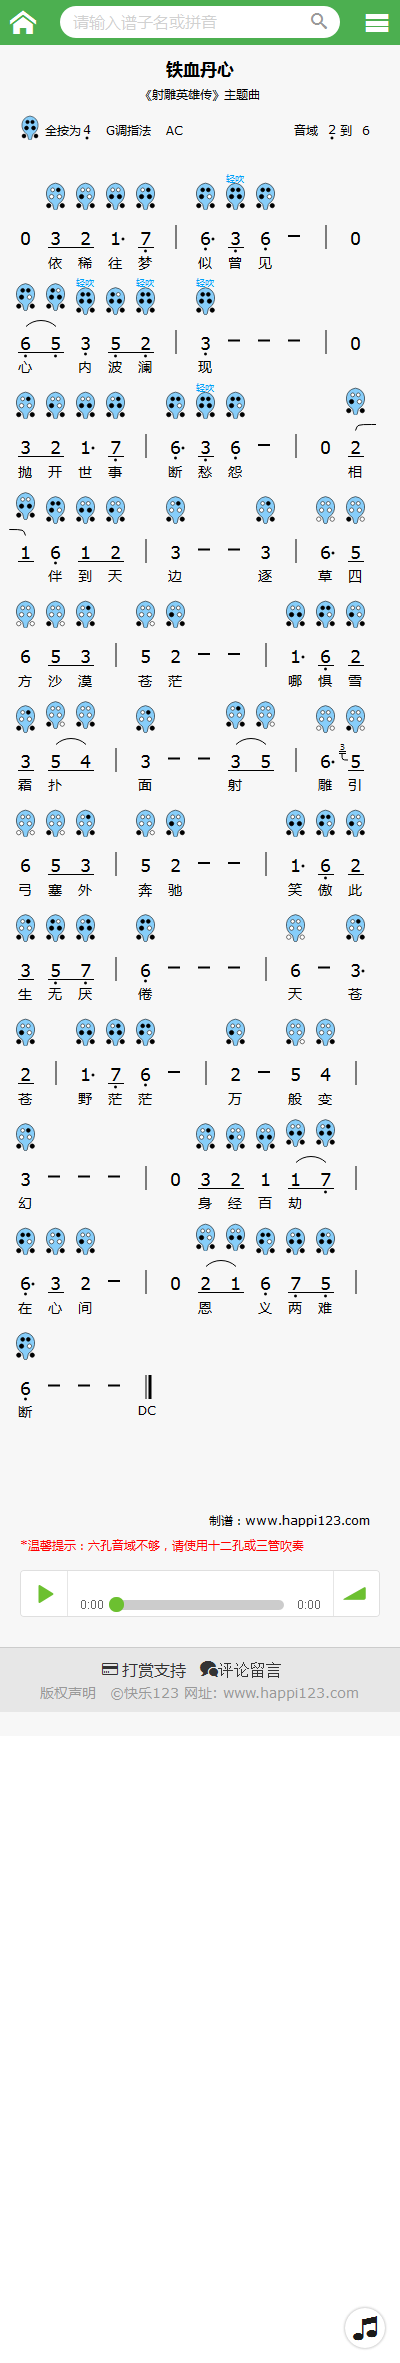 请输入谱子名或拼音
铁血丹心
《射雕英雄传》主题曲
全按为 4̣ G调指法 AC 音域 2̣ 到 6
轻吹
0 3 2 1· 7̣ | 6̣· 3̣ 6̣ － | 0
依 稀 往 梦 似 曾 见
轻吹 轻吹 轻吹
6̣ 5̣ 3̣ 5̣ 2̣ | 3̣ － － － | 0
心 内 波 澜 现
轻吹
3 2 1· 7̣ | 6̣· 3̣ 6̣ － | 0 2
抛 开 世 事 断 愁 怨 相
1 6̣ 1 2 | 3 － － 3 | 6· 5
伴 到 天 边 逐 草 四
6 5 3 | 5 2 － － | 1· 6̣ 2
方 沙 漠 苍 茫 哪 惧 雪
3 5 4 | 3 － － 3 5 | 6· 3 5
霜 扑 面 射 雕 引
6 5 3 | 5 2 － － | 1· 6̣ 2
弓 塞 外 奔 驰 笑 傲 此
3 5̣ 7̣ | 6̣ － － － | 6 － 3·
生 无 厌 倦 天 苍
2 | 1· 7̣ 6̣ － | 2 － 5 4 |
苍 野 茫 茫 万 般 变
3 － － － | 0 3 2 1 1 7̣ |
幻 身 经 百 劫
6̣· 3 2 － | 0 2 1 6̣ 7̣ 5̣ |
在 心 间 恩 义 两 难
6̣ － － － ‖
断 DC
制谱：www.happi123.com
*温馨提示：六孔音域不够，请使用十二孔或三管吹奏
0:00 0:00
打赏支持 评论留言
版权声明 ©快乐123 网址: www.happi123.com